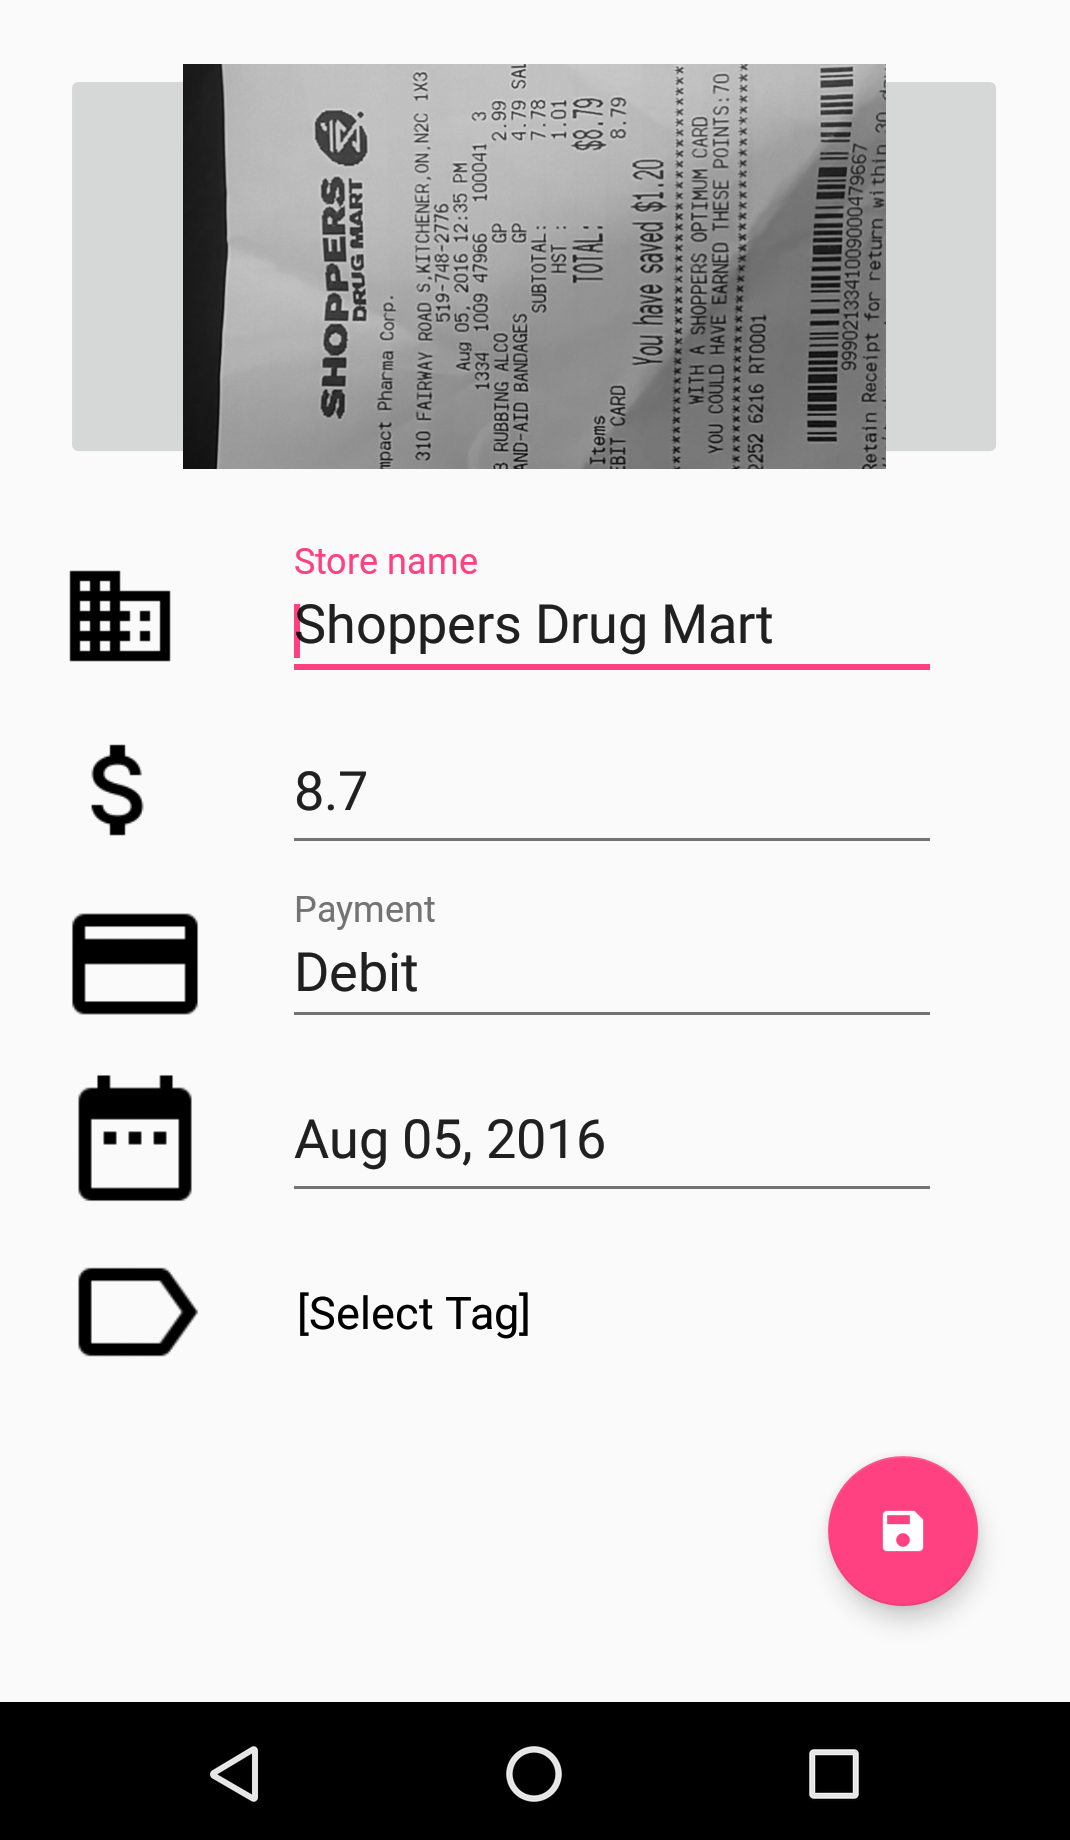 SHOPPERS
DRUG MART
mpact Pharma Corp.
310 FAIRWAY ROAD S,KITCHENER,ON,N2C 1X3
519-748-2776
Aug 05, 2016 12:35 PM
1334 1009 47966 100041 3
RUBBING ALCO GP 2.99
AND-AID BANDAGES GP 4.79 SAL
SUBTOTAL: 7.78
HST : 1.01
TOTAL: $8.79
Items
EBIT CARD 8.79
You have saved $1.20
****************************************
WITH A SHOPPERS OPTIMUM CARD
YOU COULD HAVE EARNED THESE POINTS:70
****************************************
2252 6216 RT0001
9990213341009000479667
Retain Receipt for return within 30
Store name
Shoppers Drug Mart
$
8.7
Payment
Debit
Aug 05, 2016
[Select Tag]